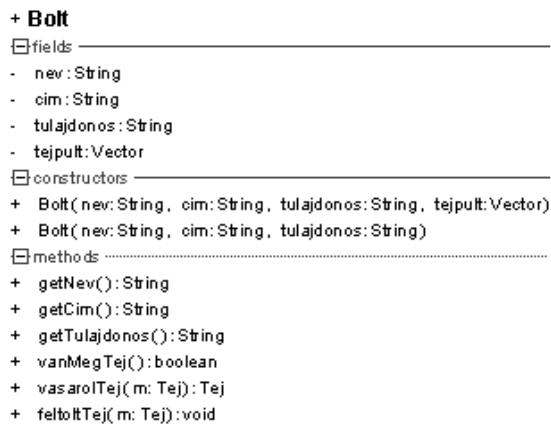 + Bolt
fields
- nev:String
- cim:String
- tulajdonos:String
- tejpult:Vector
constructors
+ Bolt( nev:String, cim:String, tulajdonos:String, tejpult:Vector)
+ Bolt( nev:String, cim:String, tulajdonos:String)
methods
+ getNev():String
+ getCim():String
+ getTulajdonos():String
+ vanMegTej():boolean
+ vasarolTej( m: Tej):Tej
+ feltoltTej( m: Tej):void